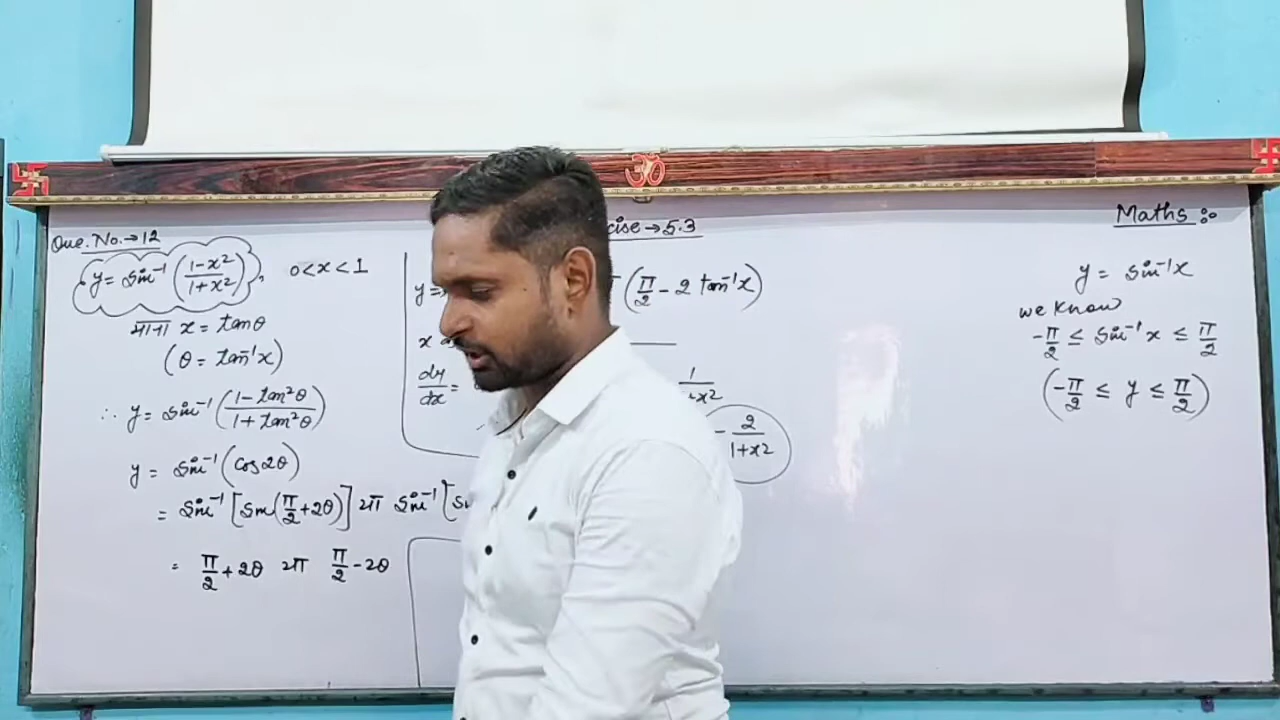 Que. No.→12
y = sin⁻¹ (1-x²/1+x²), 0<x<1
माना x = tanθ
(θ = tan⁻¹x)
∴ y = sin⁻¹ (1-tan²θ/1+tan²θ)
y = sin⁻¹ (cos2θ)
= sin⁻¹ [sin(π/2+2θ)] या sin⁻¹ [
= π/2+2θ या π/2-2θ
→5.3
y =
(π/2 - 2 tan⁻¹x)
x
dy/dx =
- 2/1+x²
Maths :
y = sin⁻¹x
we know
-π/2 ≤ sin⁻¹x ≤ π/2
(-π/2 ≤ y ≤ π/2)
ॐ